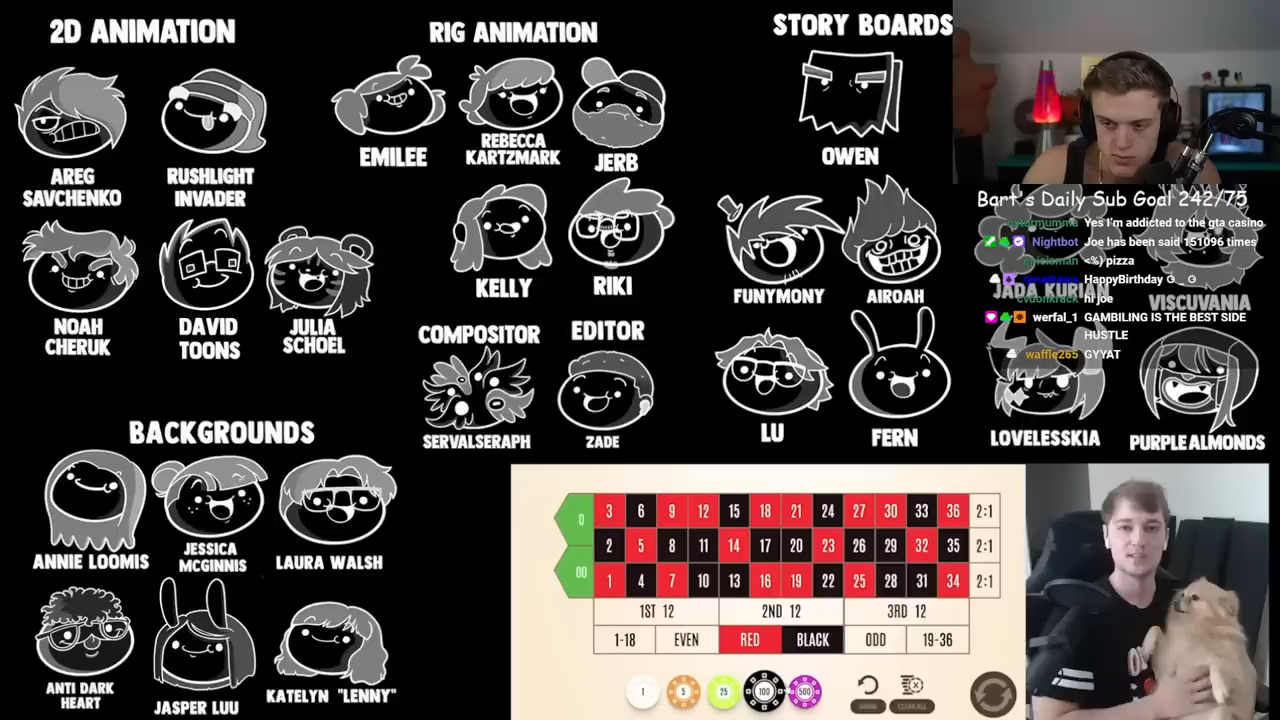 2D ANIMATION
AREG
SAVCHENKO
RUSHLIGHT
INVADER
NOAH
CHERUK
DAVID
TOONS
JULIA
SCHOEL
RIG ANIMATION
EMILEE
REBECCA
KARTZMARK
JERB
KELLY
RIKI
COMPOSITOR
SERVALSERAPH
EDITOR
ZADE
STORY BOARDS
OWEN
FUNYMONY
AIROAH
JADA KURIAN
VISCUVANIA
LU
FERN
LOVELESSKIA
PURPLEALMONDS
Bart's Daily Sub Goal 242/75
Yes I'm addicted to the gta casino
Nightbot Joe has been said 151096 times
<%) pizza
HappyBirthday
hi joe
werfal_1 GAMBILING IS THE BEST SIDE
HUSTLE
waffle265 GYYAT
BACKGROUNDS
ANNIE LOOMIS
JESSICA
MCGINNIS
LAURA WALSH
ANTI DARK
HEART
JASPER LUU
KATELYN "LENNY"
0 3 6 9 12 15 18 21 24 27 30 33 36 2:1
2 5 8 11 14 17 20 23 26 29 32 35 2:1
00 1 4 7 10 13 16 19 22 25 28 31 34 2:1
1ST 12 2ND 12 3RD 12
1-18 EVEN RED BLACK ODD 19-36
1 5 25 100 500
CLEAR ALL